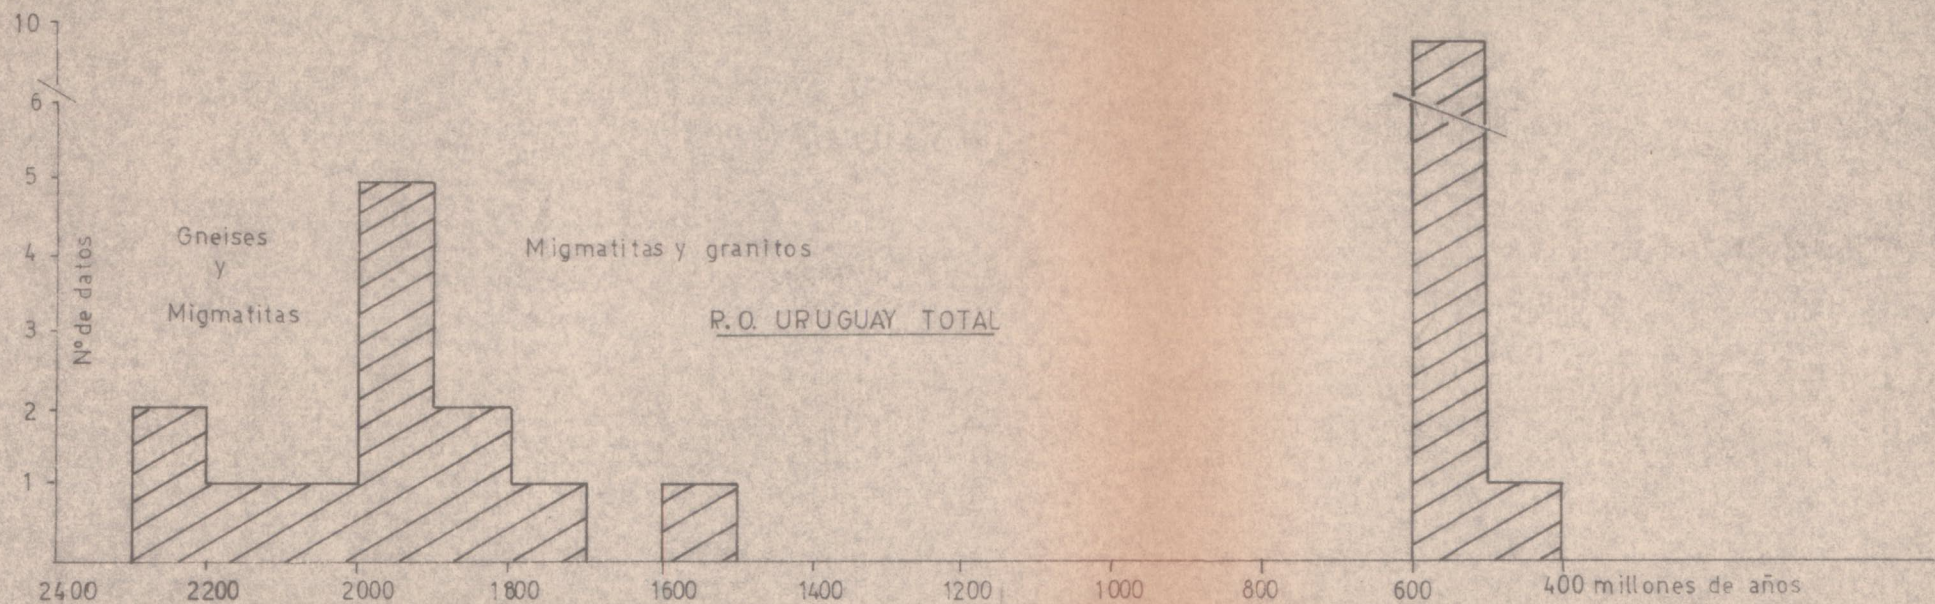 10
6
5
4
3
2
1
Nº de datos
Gneises
y
Migmatitas
Migmatitas y granitos
R.O. URUGUAY TOTAL
2400 2200 2000 1800 1600 1400 1200 1000 800 600 400 millones de años